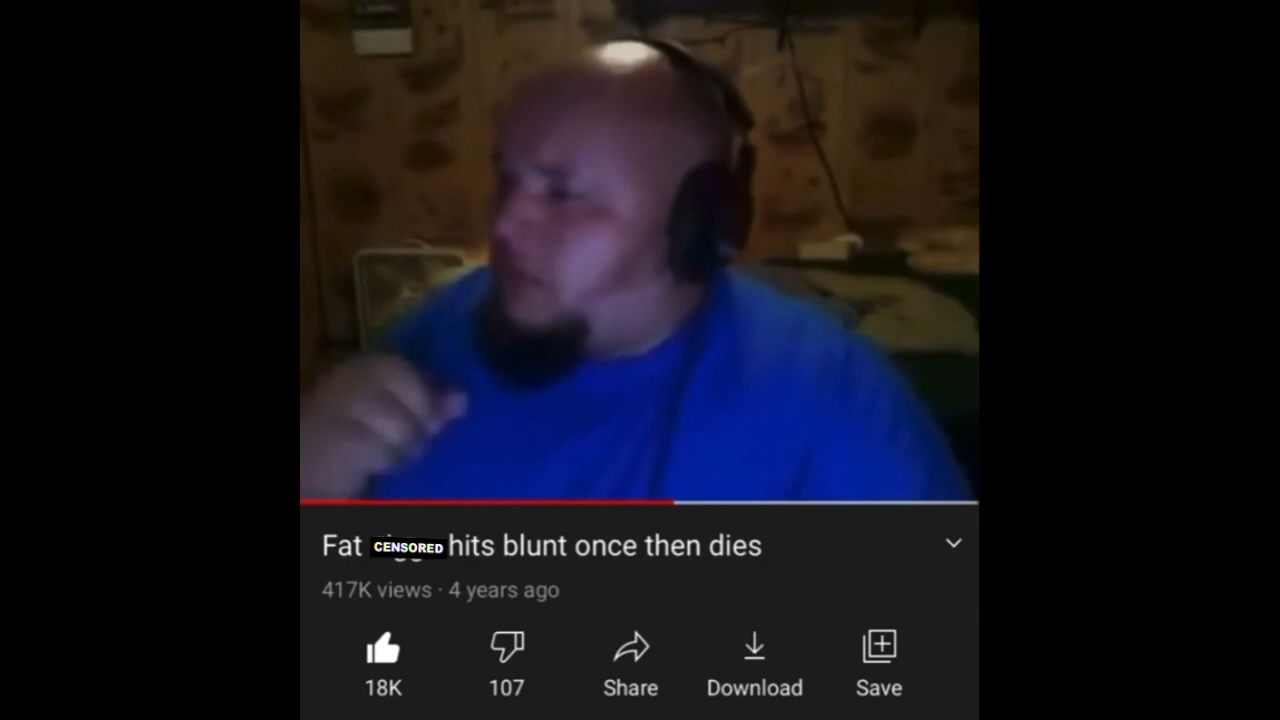 Fat CENSORED hits blunt once then dies
417K views · 4 years ago
18K 107 Share Download Save